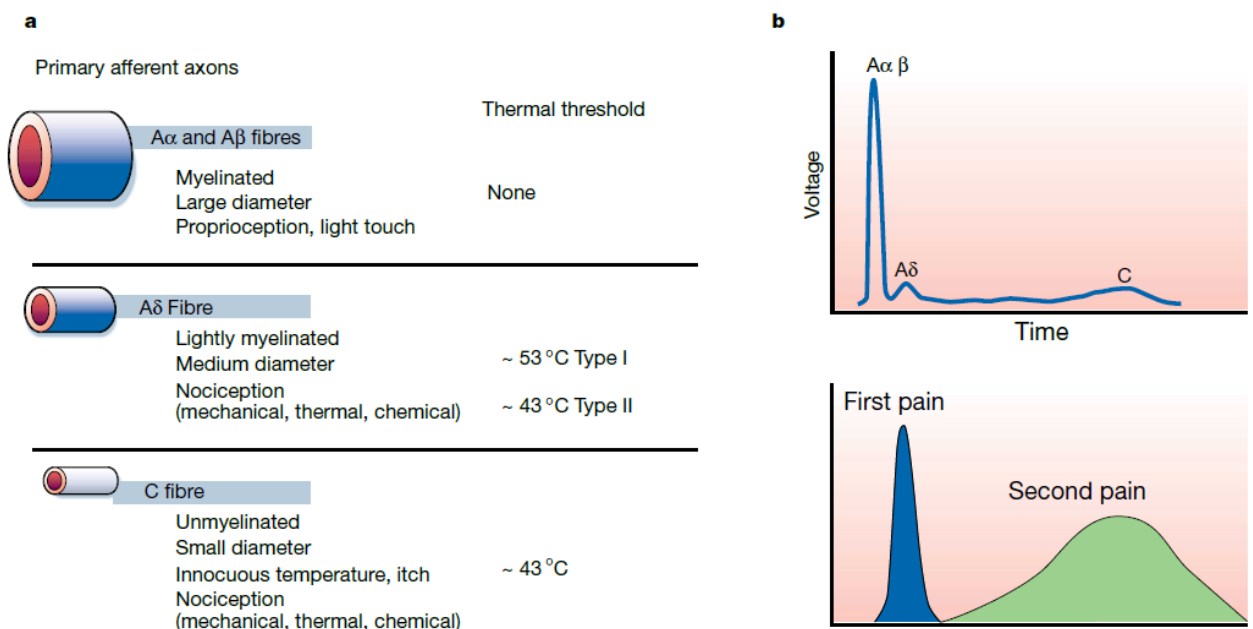 a
Primary afferent axons
Thermal threshold
Aα and Aβ fibres
Myelinated
Large diameter
Proprioception, light touch
None
Aδ Fibre
Lightly myelinated
Medium diameter
Nociception
(mechanical, thermal, chemical)
~ 53 °C Type I
~ 43 °C Type II
C fibre
Unmyelinated
Small diameter
Innocuous temperature, itch
Nociception
(mechanical, thermal, chemical)
~ 43 °C
b
Aα β
Aδ
C
Voltage
Time
First pain
Second pain